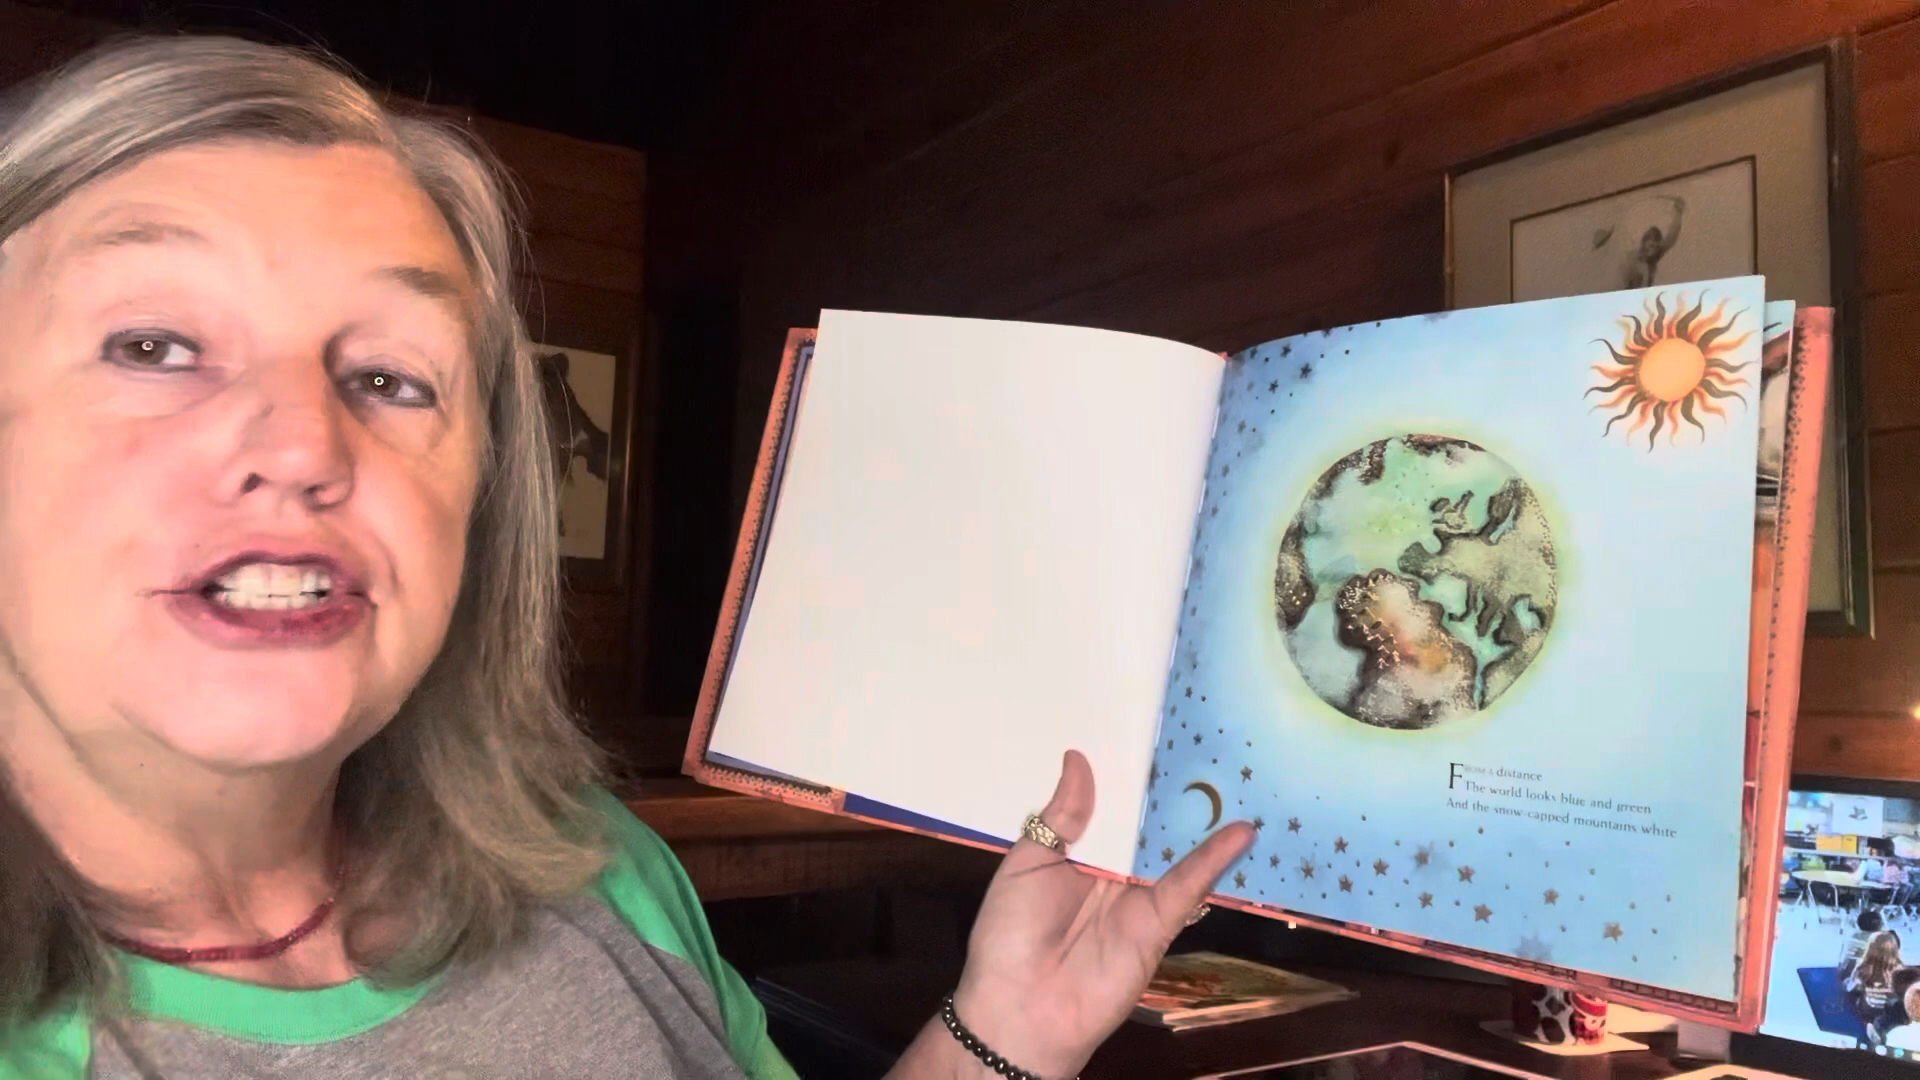 FROM A distance
The world looks blue and green
And the snow-capped mountains white